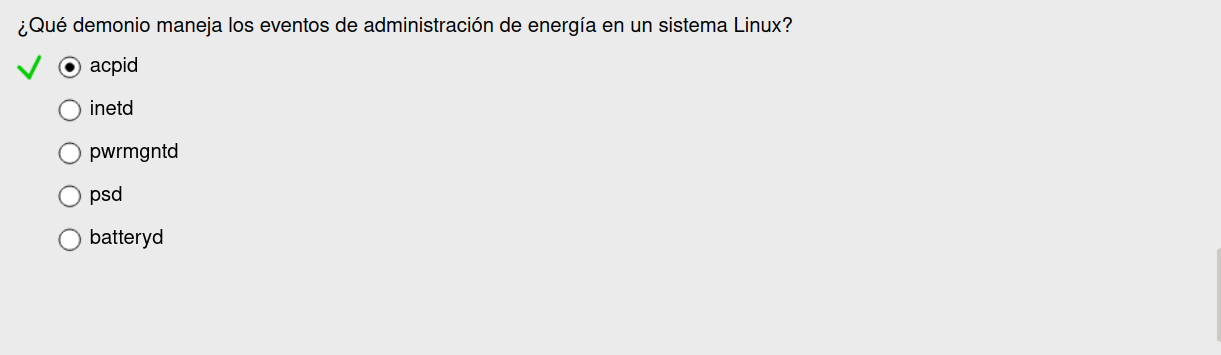 ¿Qué demonio maneja los eventos de administración de energía en un sistema Linux?
acpid
inetd
pwrmgntd
psd
batteryd